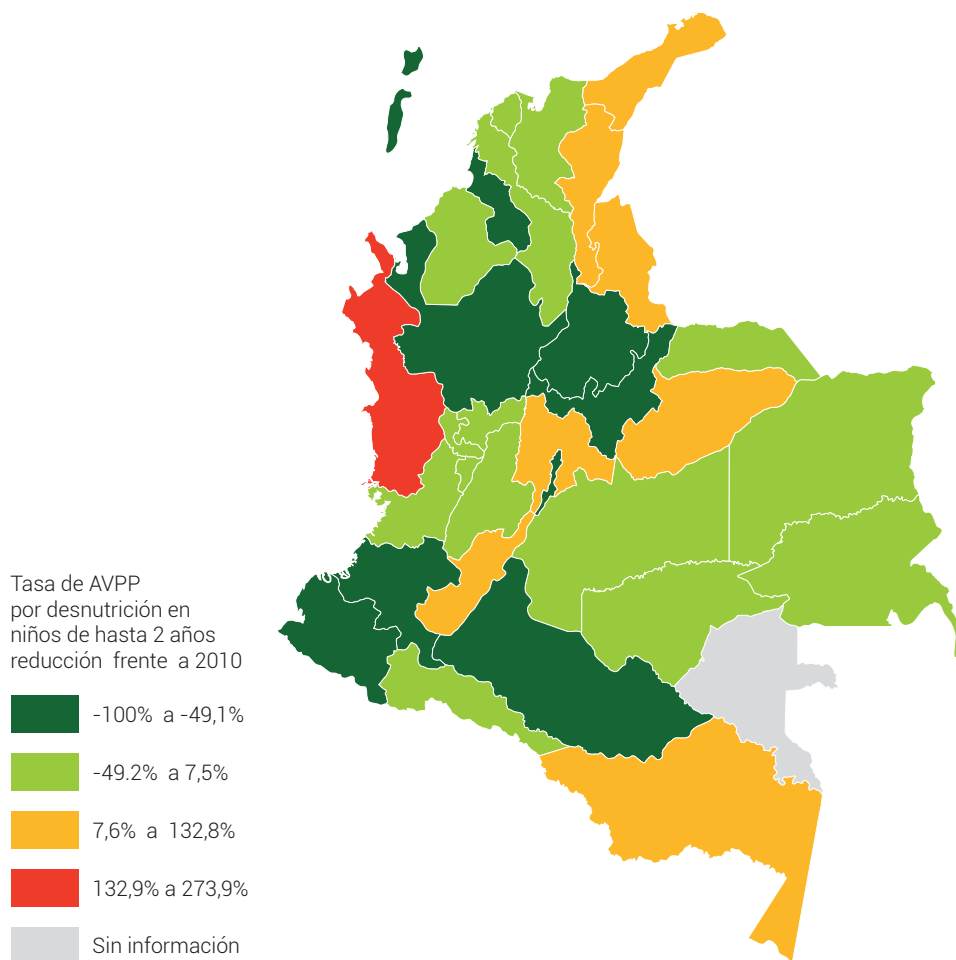 Tasa de AVPP
por desnutrición en
niños de hasta 2 años
reducción frente a 2010
-100% a -49,1%
-49.2% a 7,5%
7,6% a 132,8%
132,9% a 273,9%
Sin información